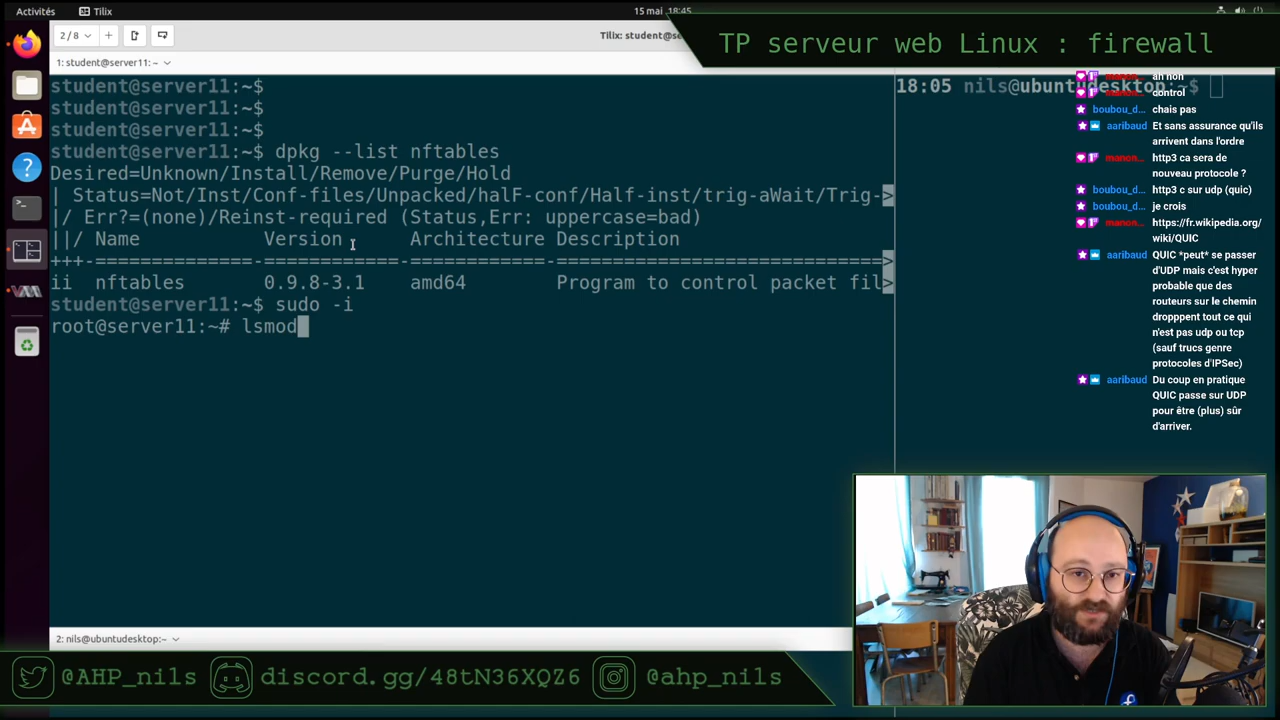 Activités
Tilix
15 mai 18:45
2/8
Tilix: student@se
TP serveur web Linux : firewall
1: student@server11: ~
student@server11:~$
student@server11:~$
student@server11:~$
student@server11:~$ dpkg --list nftables
Desired=Unknown/Install/Remove/Purge/Hold
| Status=Not/Inst/Conf-files/Unpacked/halF-conf/Half-inst/trig-aWait/Trig->
|/ Err?=(none)/Reinst-required (Status,Err: uppercase=bad)
||/ Name Version Architecture Description
+++-==============-============-============-=============================>
ii nftables 0.9.8-3.1 amd64 Program to control packet fil>
student@server11:~$ sudo -i
root@server11:~# lsmod
18:05 nils@ubuntudesktop:~$
manon... ah non
manon... control
boubou_d... chais pas
aaribaud Et sans assurance qu'ils
arrivent dans l'ordre
manon... http3 ca sera de
nouveau protocole ?
boubou_d... http3 c sur udp (quic)
boubou_d... je crois
manon... https://fr.wikipedia.org/
wiki/QUIC
aaribaud QUIC *peut* se passer
d'UDP mais c'est hyper
probable que des
routeurs sur le chemin
dropppent tout ce qui
n'est pas udp ou tcp
(sauf trucs genre
protocoles d'IPSec)
aaribaud Du coup en pratique
QUIC passe sur UDP
pour être (plus) sûr
d'arriver.
2: nils@ubuntudesktop:~
@AHP_nils
discord.gg/48tN36XQZ6
@ahp_nils